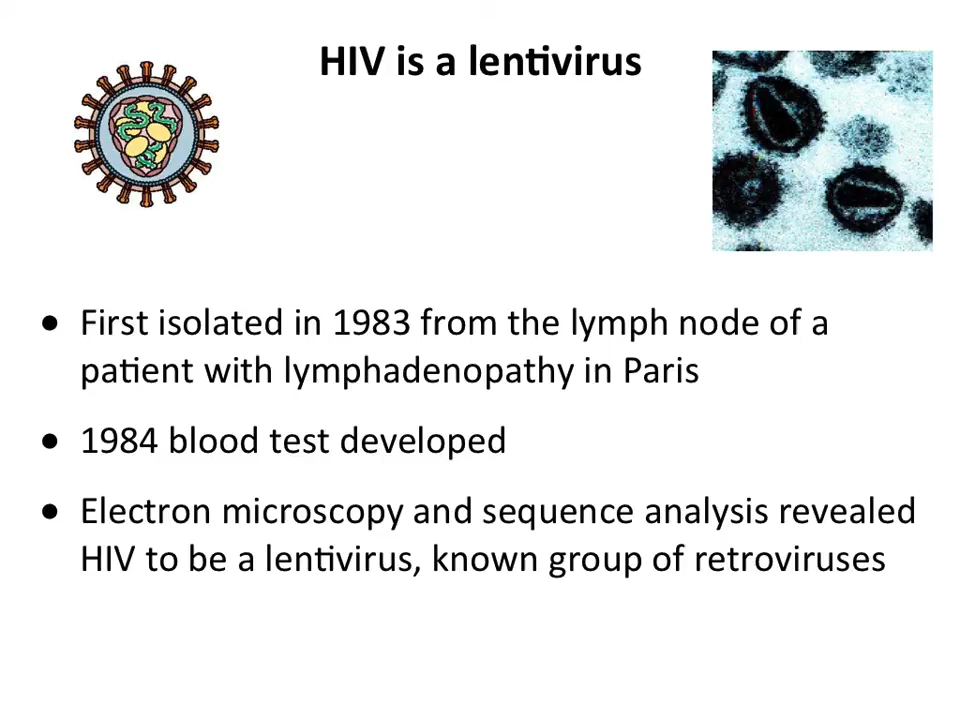 HIV is a lentivirus
● First isolated in 1983 from the lymph node of a
patient with lymphadenopathy in Paris
● 1984 blood test developed
● Electron microscopy and sequence analysis revealed
HIV to be a lentivirus, known group of retroviruses